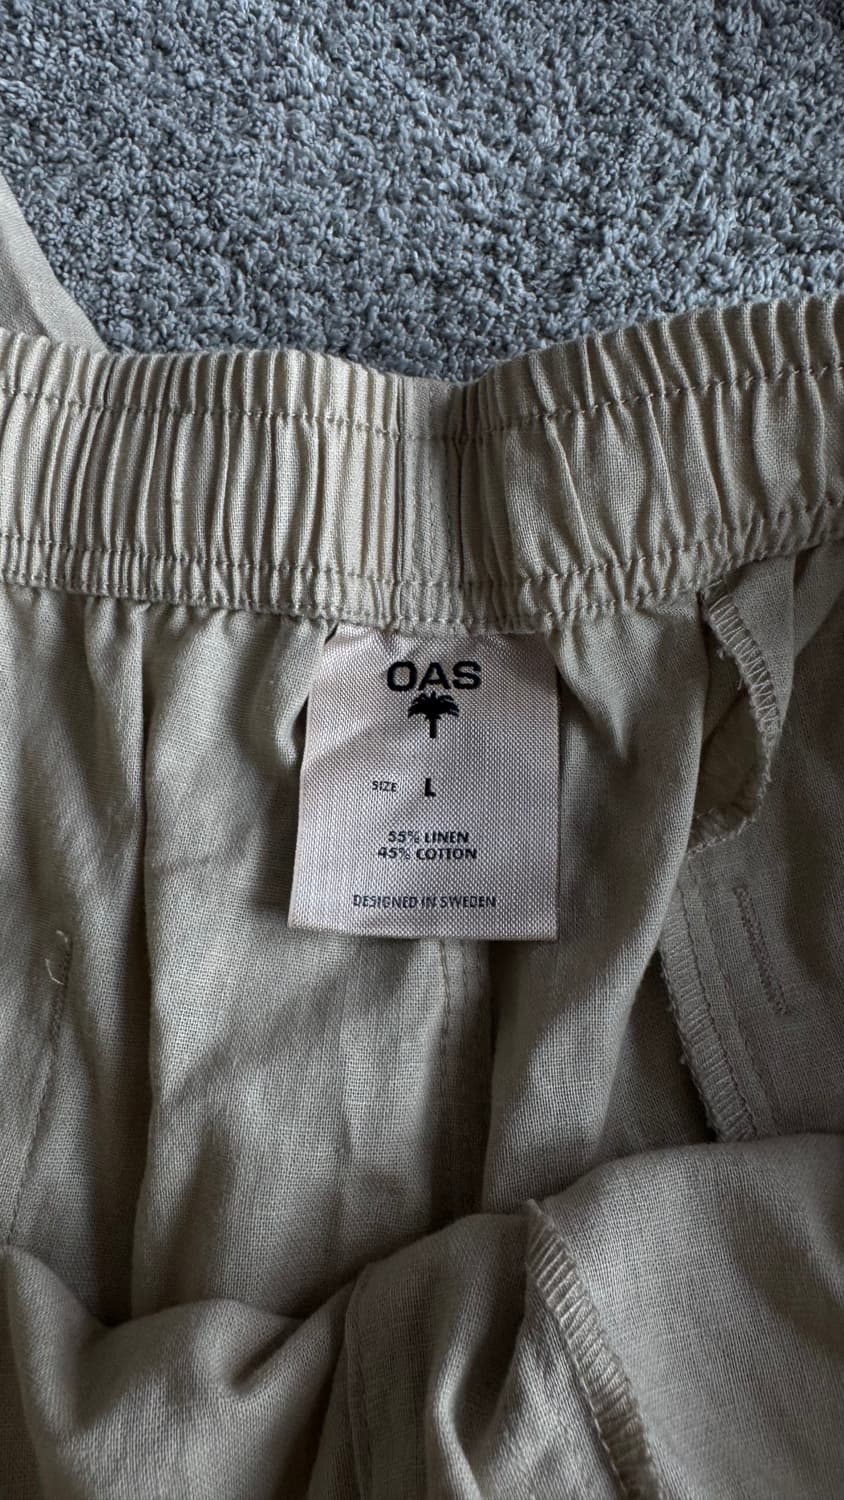 OAS
SIZE L
55% LINEN
45% COTTON
DESIGNED IN SWEDEN